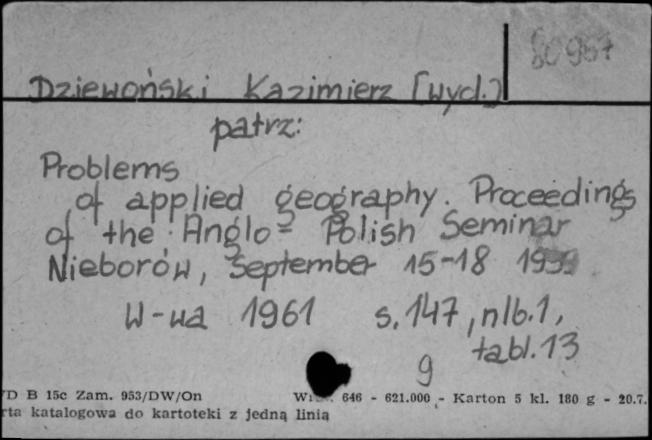 80967
Dziewoński Kazimierz [wyd.]
patrz:
Problems
of applied geography. Proceedings
of the Anglo-Polish Seminar
Nieborów, September 15-18 1959
W-wa 1961 s. 147, nlb. 1,
tabl. 13
g
D B 15c Zam. 953/DW/On 646 - 621.000 - Karton 5 kl. 180 g - 20.7.
rta katalogowa do kartoteki z jedną linią